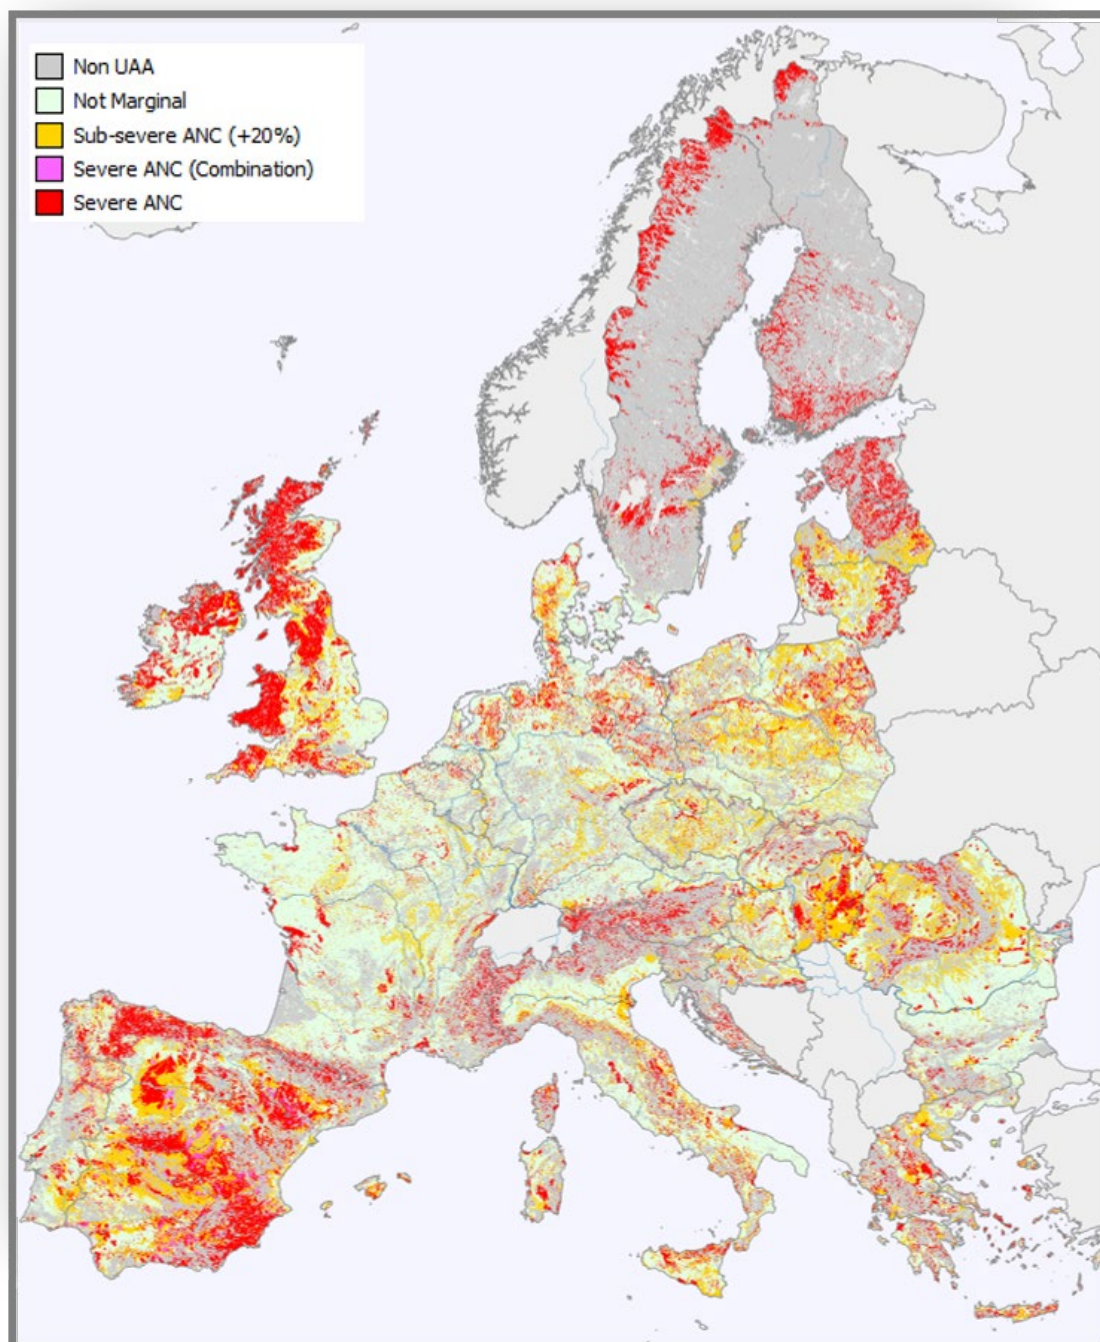 Non UAA
Not Marginal
Sub-severe ANC (+20%)
Severe ANC (Combination)
Severe ANC